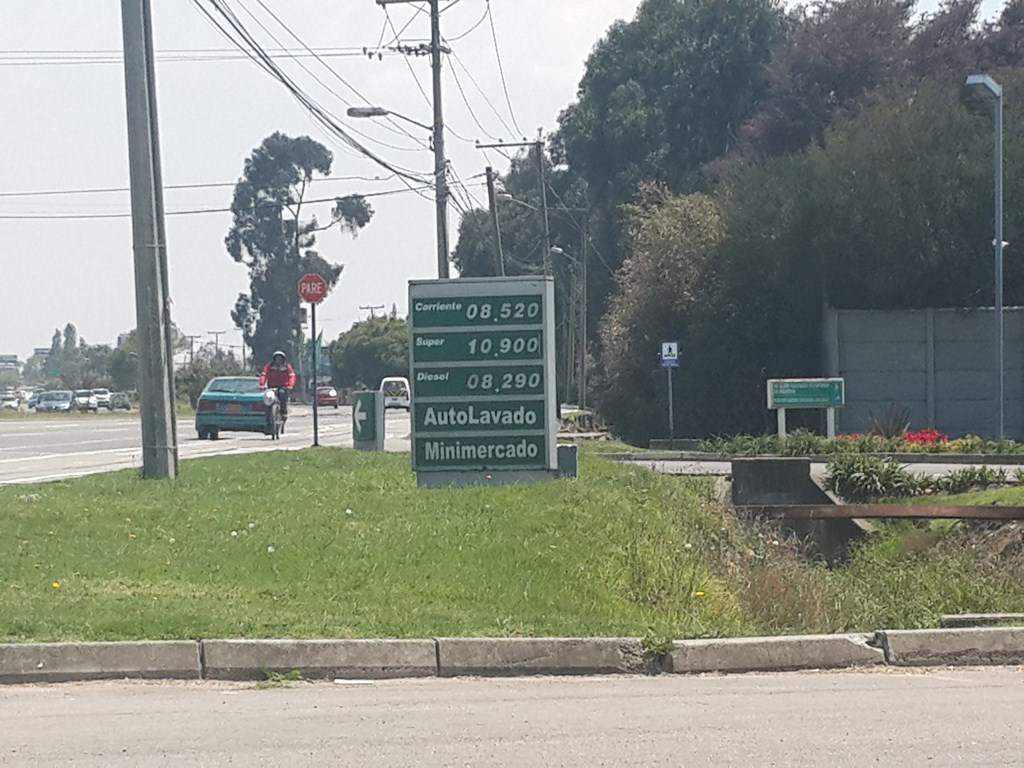 PARE
Corriente 08.520
Super 10.900
Diesel 08.290
AutoLavado
Minimercado